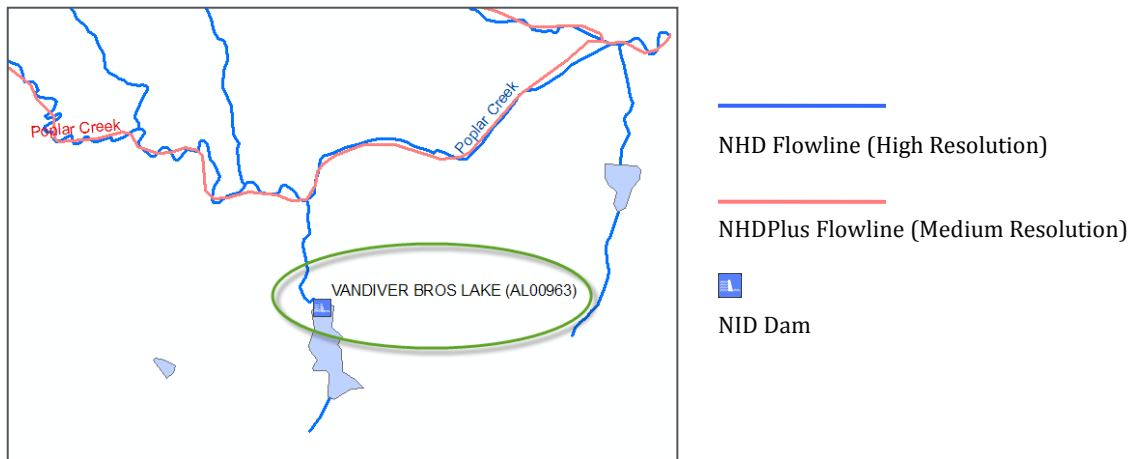 Poplar Creek
Poplar Creek
VANDIVER BROS LAKE (AL00963)
NHD Flowline (High Resolution)
NHDPlus Flowline (Medium Resolution)
NID Dam